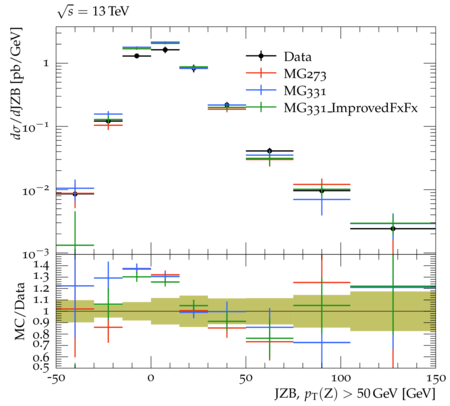 √s = 13 TeV
dσ/dJZB [pb/GeV]
Data
MG273
MG331
MG331_ImprovedFxFx
1
10⁻¹
10⁻²
10⁻³
MC/Data
1.4
1.3
1.2
1.1
1
0.9
0.8
0.7
0.6
0.5
-50 0 50 100 150
JZB, p_T(Z) > 50 GeV [GeV]